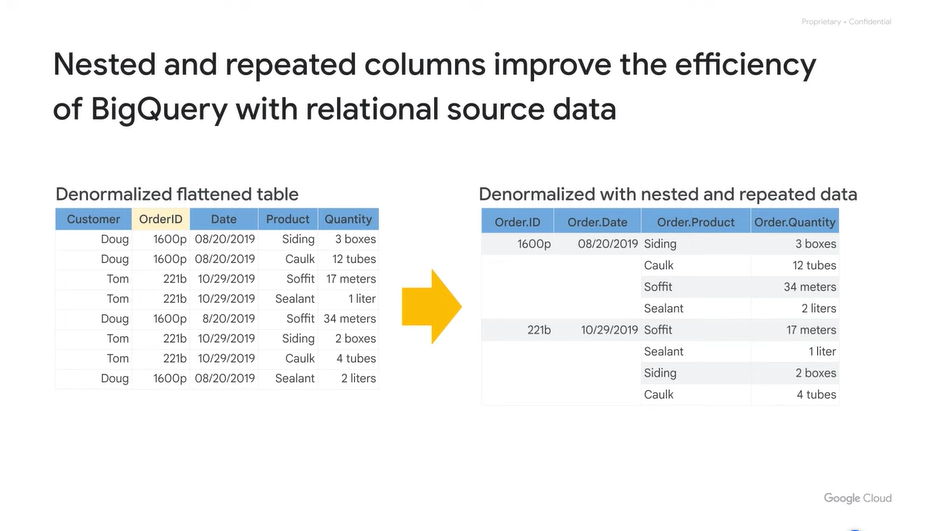 Proprietary + Confidential
Nested and repeated columns improve the efficiency
of BigQuery with relational source data
Denormalized flattened table
Customer OrderID Date Product Quantity
Doug 1600p 08/20/2019 Siding 3 boxes
Doug 1600p 08/20/2019 Caulk 12 tubes
Tom 221b 10/29/2019 Soffit 17 meters
Tom 221b 10/29/2019 Sealant 1 liter
Doug 1600p 8/20/2019 Soffit 34 meters
Tom 221b 10/29/2019 Siding 2 boxes
Tom 221b 10/29/2019 Caulk 4 tubes
Doug 1600p 08/20/2019 Sealant 2 liters
Denormalized with nested and repeated data
Order.ID Order.Date Order.Product Order.Quantity
1600p 08/20/2019 Siding 3 boxes
Caulk 12 tubes
Soffit 34 meters
Sealant 2 liters
221b 10/29/2019 Soffit 17 meters
Sealant 1 liter
Siding 2 boxes
Caulk 4 tubes
Google Cloud